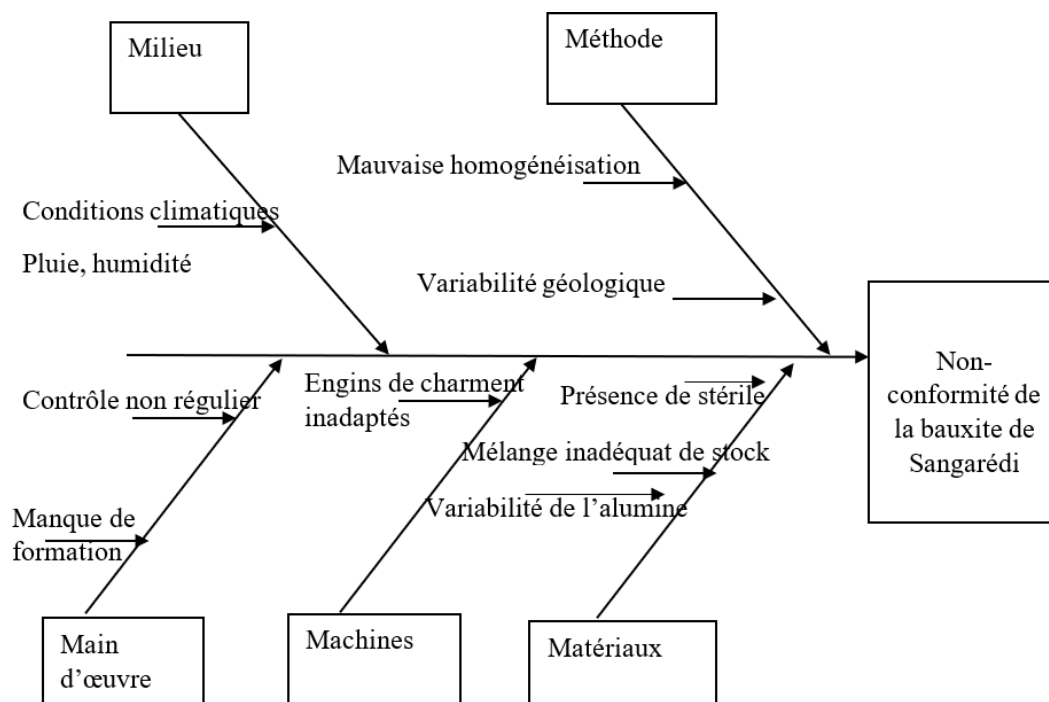 Milieu
Méthode
Mauvaise homogénéisation
Conditions climatiques
Pluie, humidité
Variabilité géologique
Non-
conformité de
la bauxite de
Sangarédi
Contrôle non régulier
Engins de charment
inadaptés
Présence de stérile
Mélange inadéquat de stock
Variabilité de l’alumine
Manque de
formation
Main
d’œuvre
Machines
Matériaux